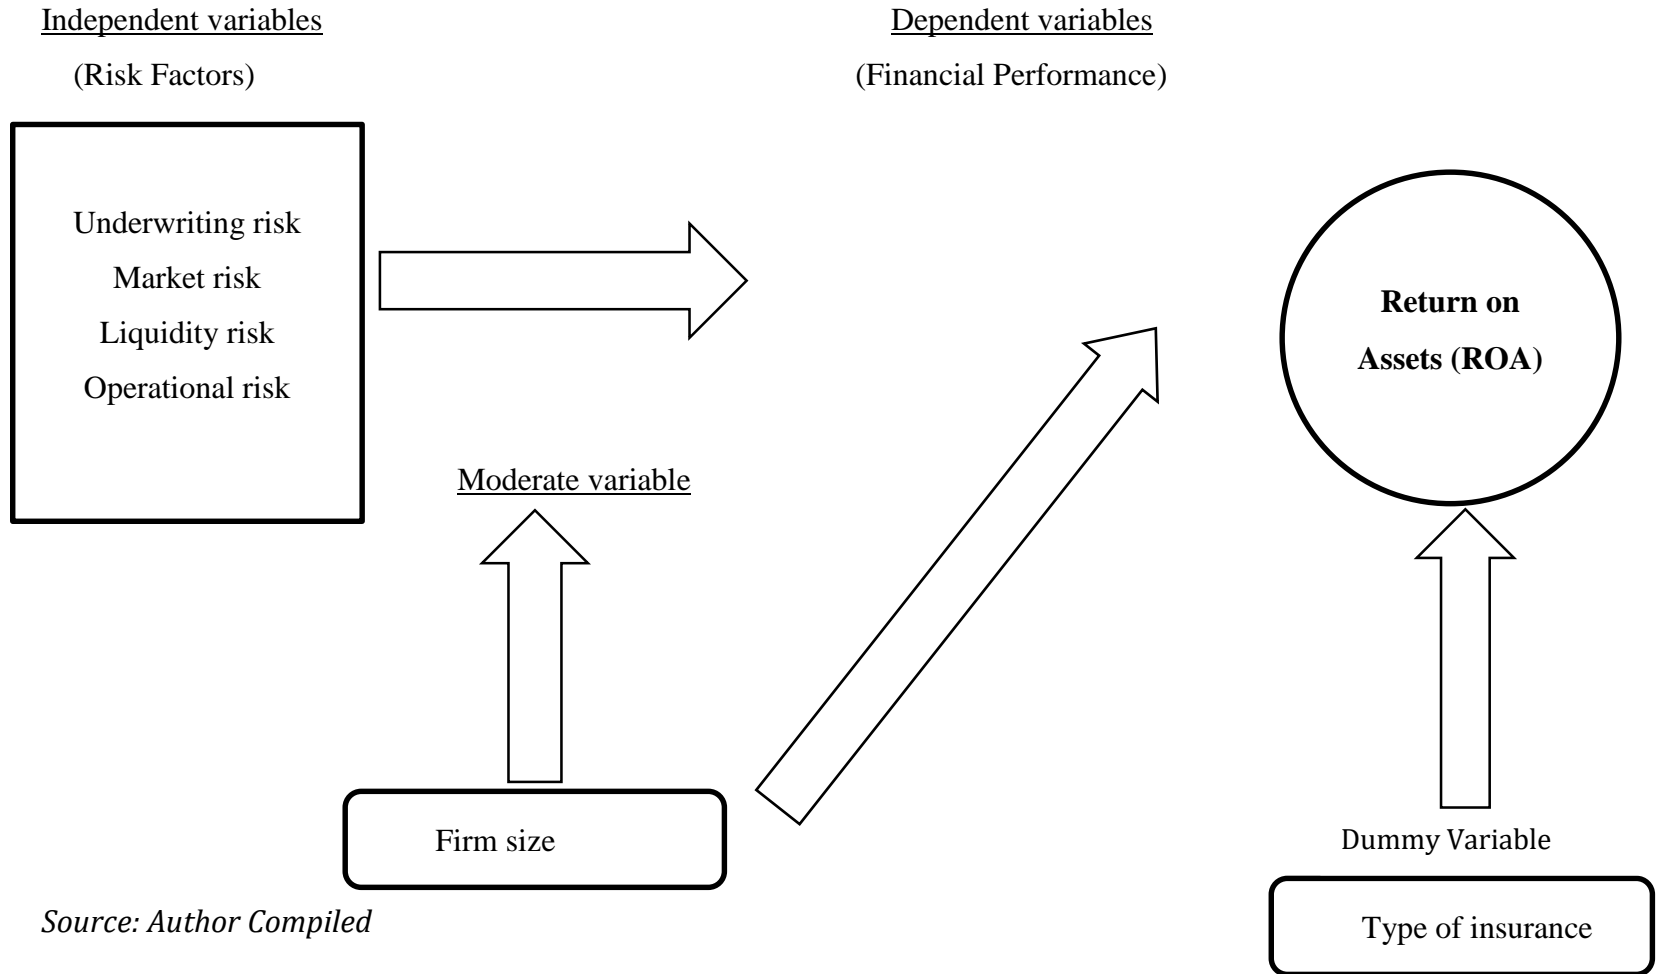 Independent variables
(Risk Factors)
Dependent variables
(Financial Performance)
Underwriting risk
Market risk
Liquidity risk
Operational risk
Return on
Assets (ROA)
Moderate variable
Firm size
Dummy Variable
Type of insurance
Source: Author Compiled